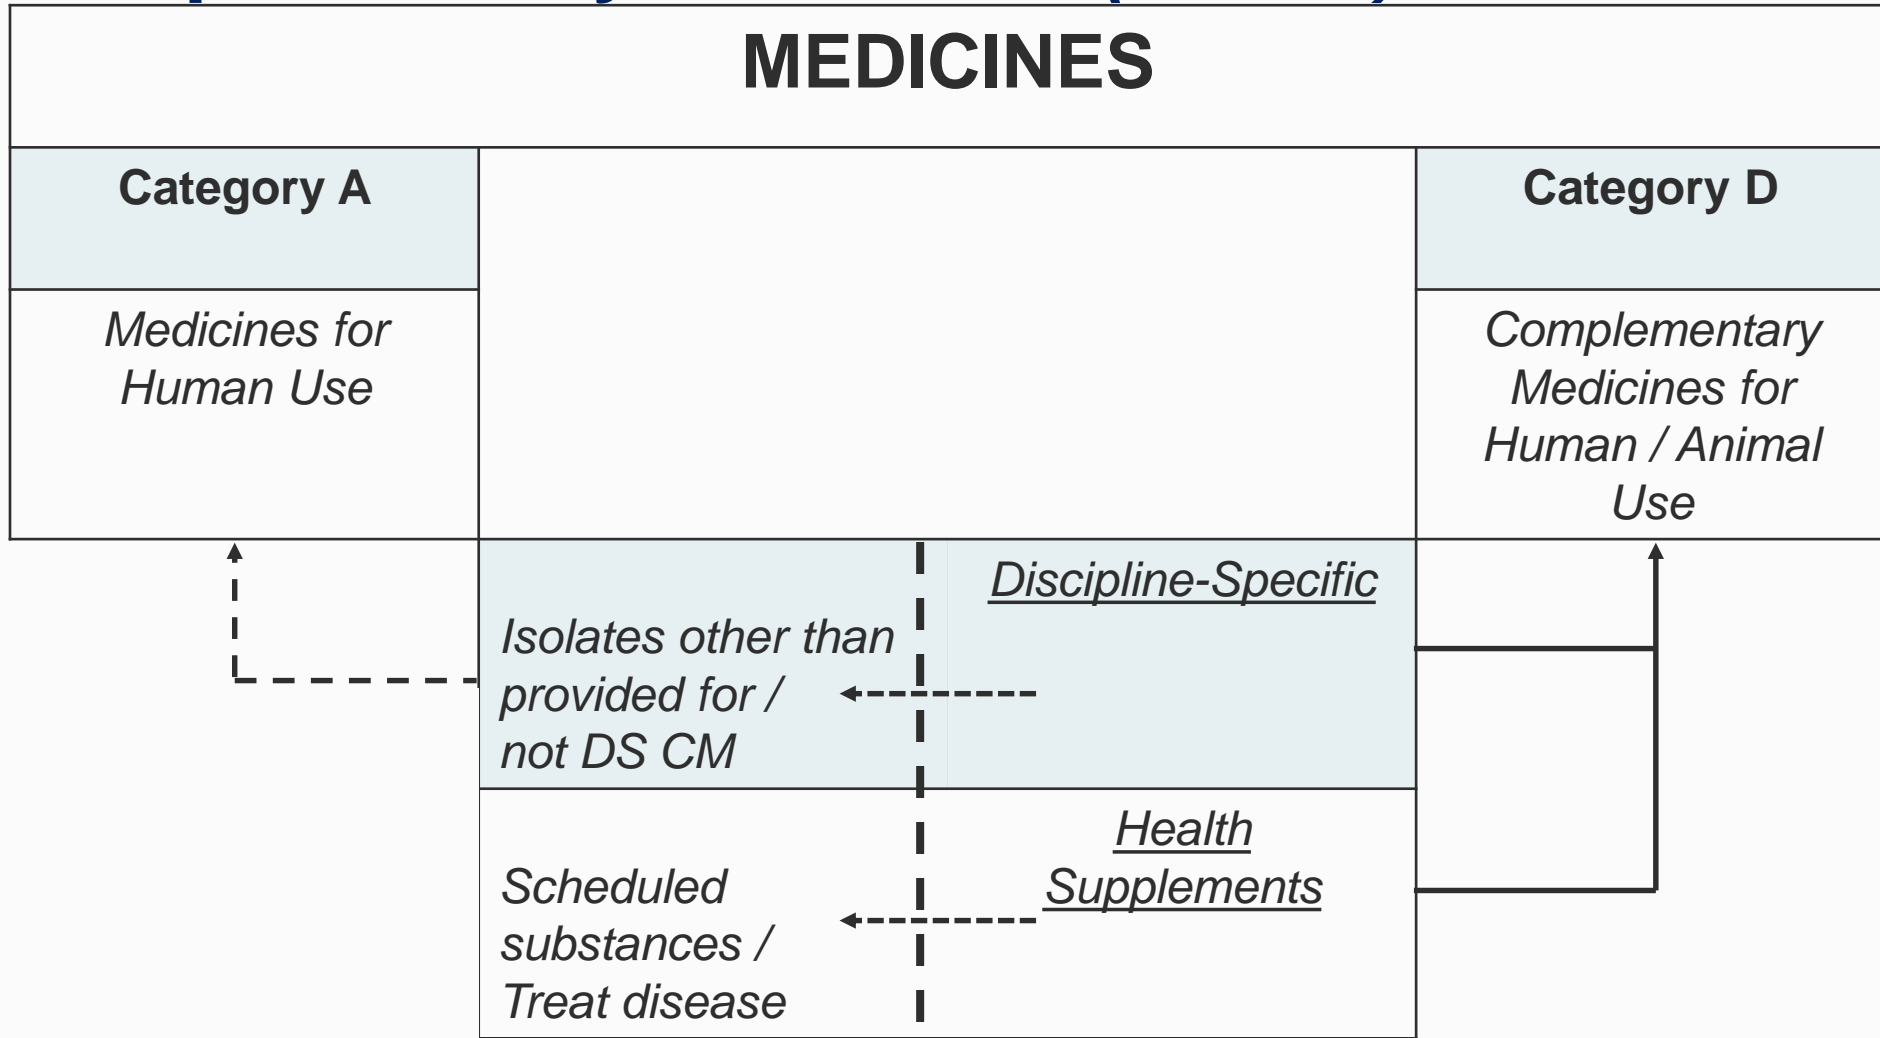 MEDICINES
Category A
Category D
Medicines for
Human Use
Complementary
Medicines for
Human / Animal
Use
Discipline-Specific
Isolates other than
provided for /
not DS CM
Health
Supplements
Scheduled
substances /
Treat disease